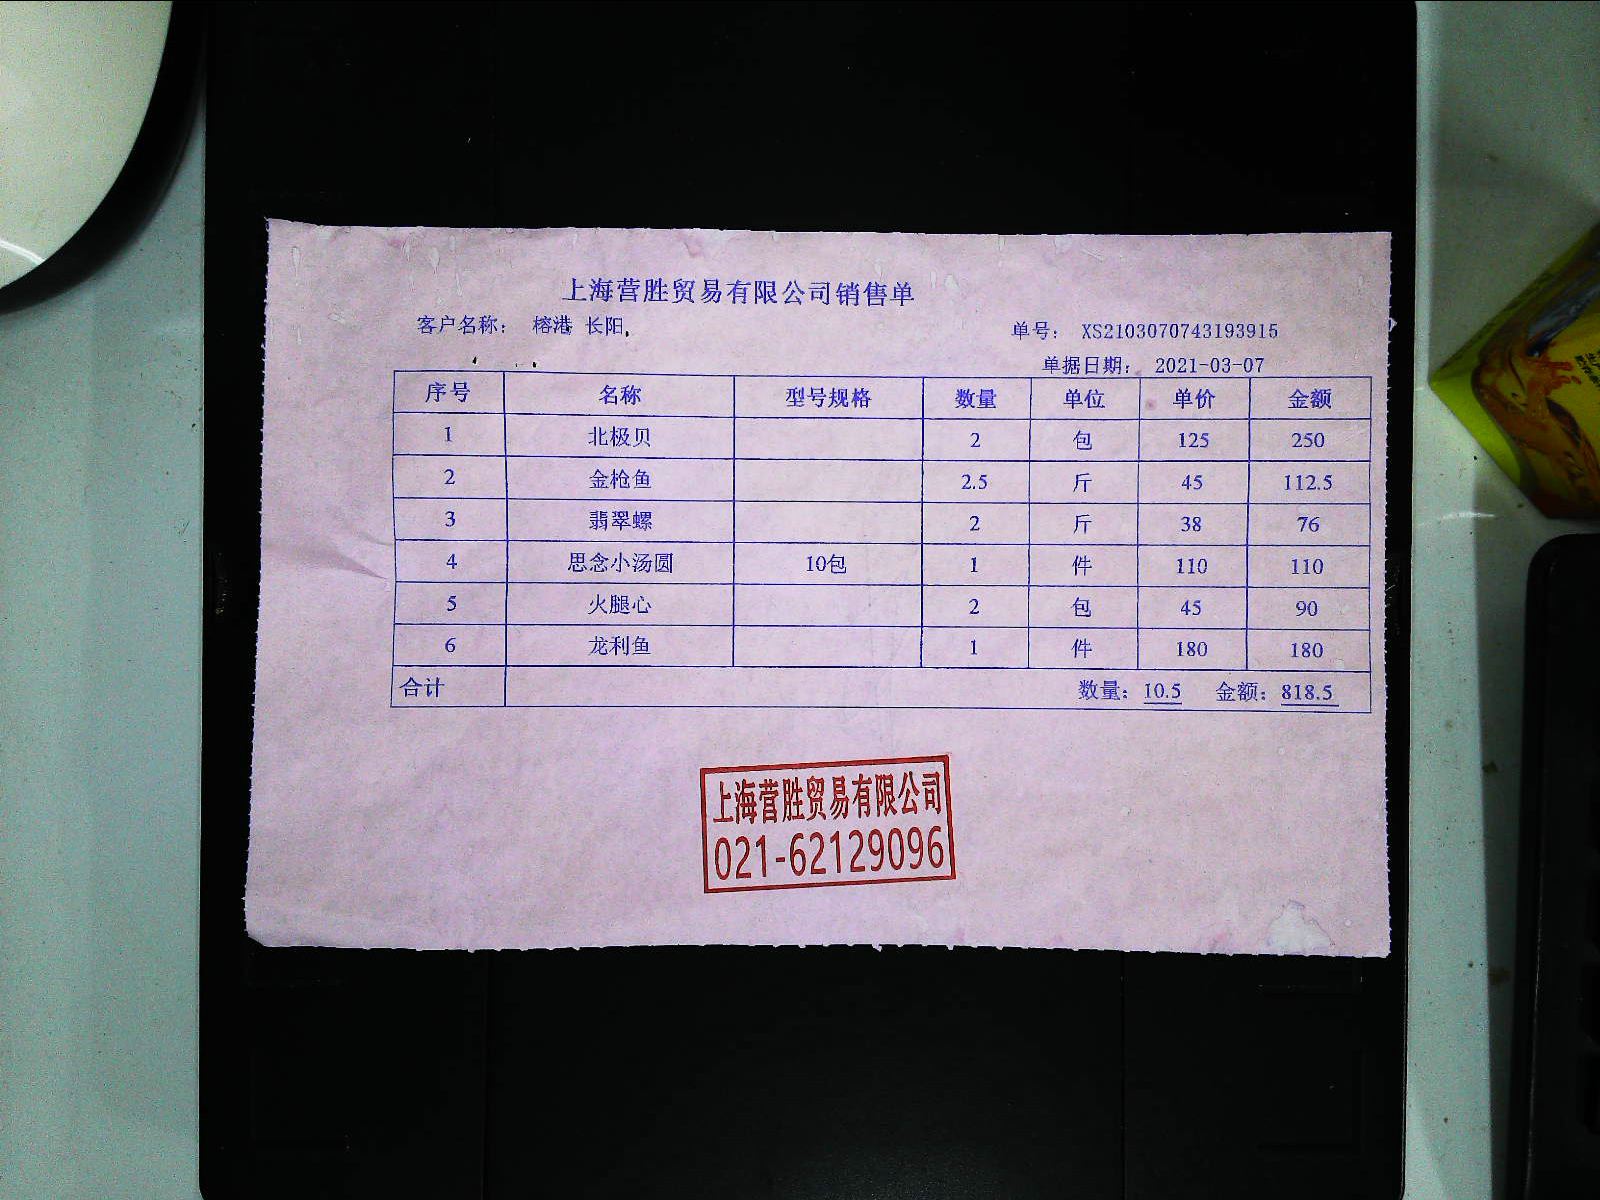 上海营胜贸易有限公司销售单
客户名称： 榕港 长阳 单号： XS2103070743193915
单据日期： 2021-03-07
序号 名称 型号规格 数量 单位 单价 金额
1 北极贝 2 包 125 250
2 金枪鱼 2.5 斤 45 112.5
3 翡翠螺 2 斤 38 76
4 思念小汤圆 10包 1 件 110 110
5 火腿心 2 包 45 90
6 龙利鱼 1 件 180 180
合计 数量：10.5 金额：818.5
上海营胜贸易有限公司
021-62129096